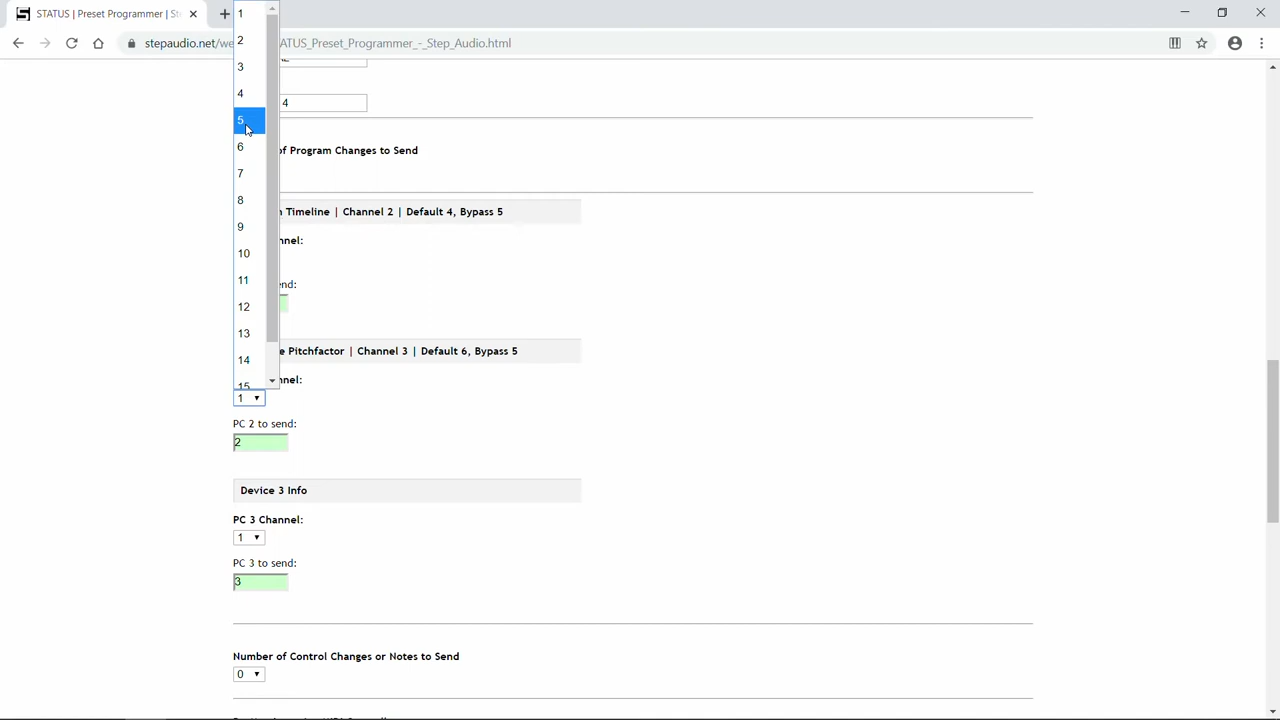 STATUS | Preset Programmer | St
stepaudio.net/we
ATUS_Preset_Programmer_-_Step_Audio.html
1
2
3
4
5
6
7
8
9
10
11
12
13
14
15
4
of Program Changes to Send
Timeline | Channel 2 | Default 4, Bypass 5
nnel:
end:
e Pitchfactor | Channel 3 | Default 6, Bypass 5
nnel:
1
PC 2 to send:
2
Device 3 Info
PC 3 Channel:
1
PC 3 to send:
3
Number of Control Changes or Notes to Send
0